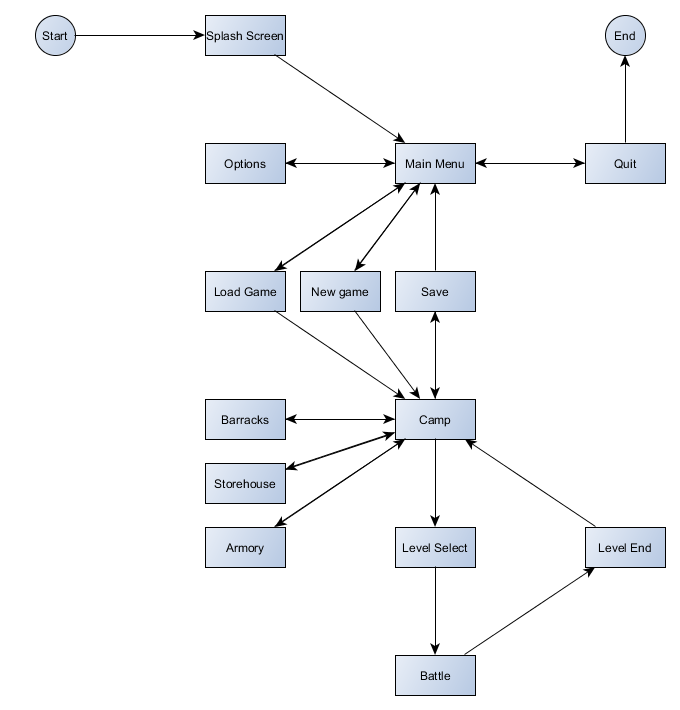 Start
Splash Screen
End
Options
Main Menu
Quit
Load Game
New game
Save
Barracks
Camp
Storehouse
Armory
Level Select
Level End
Battle